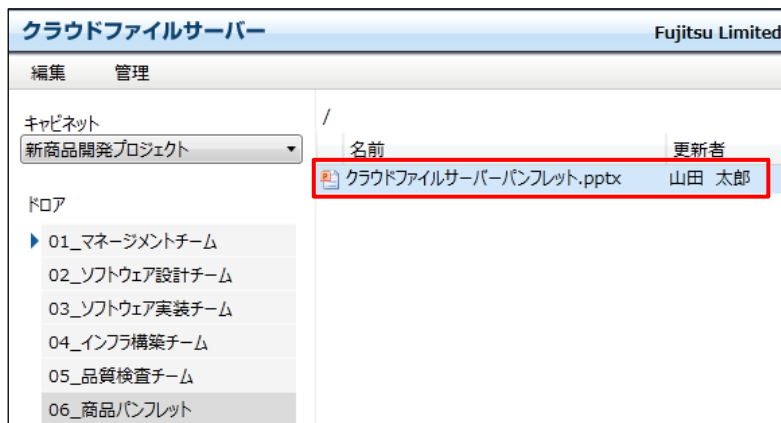 クラウドファイルサーバー
Fujitsu Limited
編集 管理
キャビネット
新商品開発プロジェクト
ドロア
01_マネージメントチーム
02_ソフトウェア設計チーム
03_ソフトウェア実装チーム
04_インフラ構築チーム
05_品質検査チーム
06_商品パンフレット
/
名前 更新者
クラウドファイルサーバーパンフレット.pptx 山田 太郎